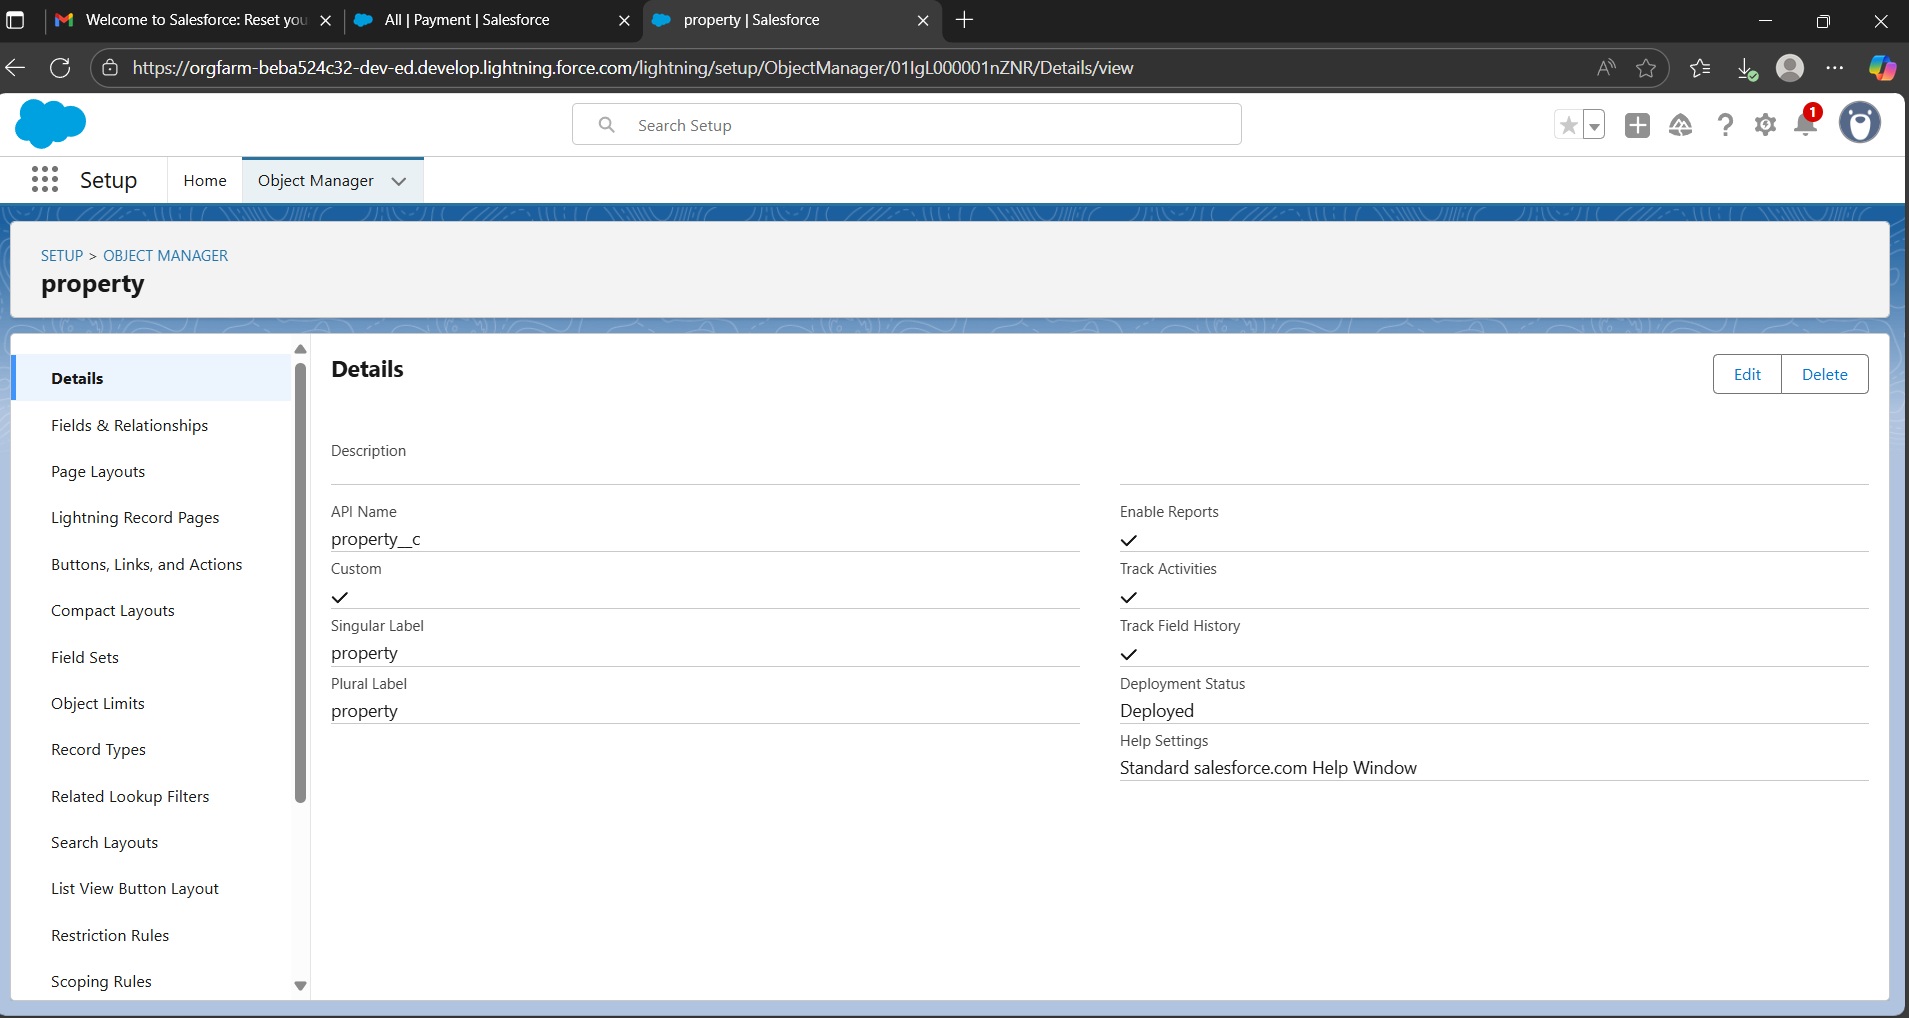 Welcome to Salesforce: Reset you
All | Payment | Salesforce
property | Salesforce
https://orgfarm-beba524c32-dev-ed.develop.lightning.force.com/lightning/setup/ObjectManager/01IgL000001nZNR/Details/view
Search Setup
1
Setup
Home
Object Manager
SETUP > OBJECT MANAGER
property
Details
Fields & Relationships
Page Layouts
Lightning Record Pages
Buttons, Links, and Actions
Compact Layouts
Field Sets
Object Limits
Record Types
Related Lookup Filters
Search Layouts
List View Button Layout
Restriction Rules
Scoping Rules
Details
Edit
Delete
Description
API Name
property__c
Custom
Singular Label
property
Plural Label
property
Enable Reports
Track Activities
Track Field History
Deployment Status
Deployed
Help Settings
Standard salesforce.com Help Window